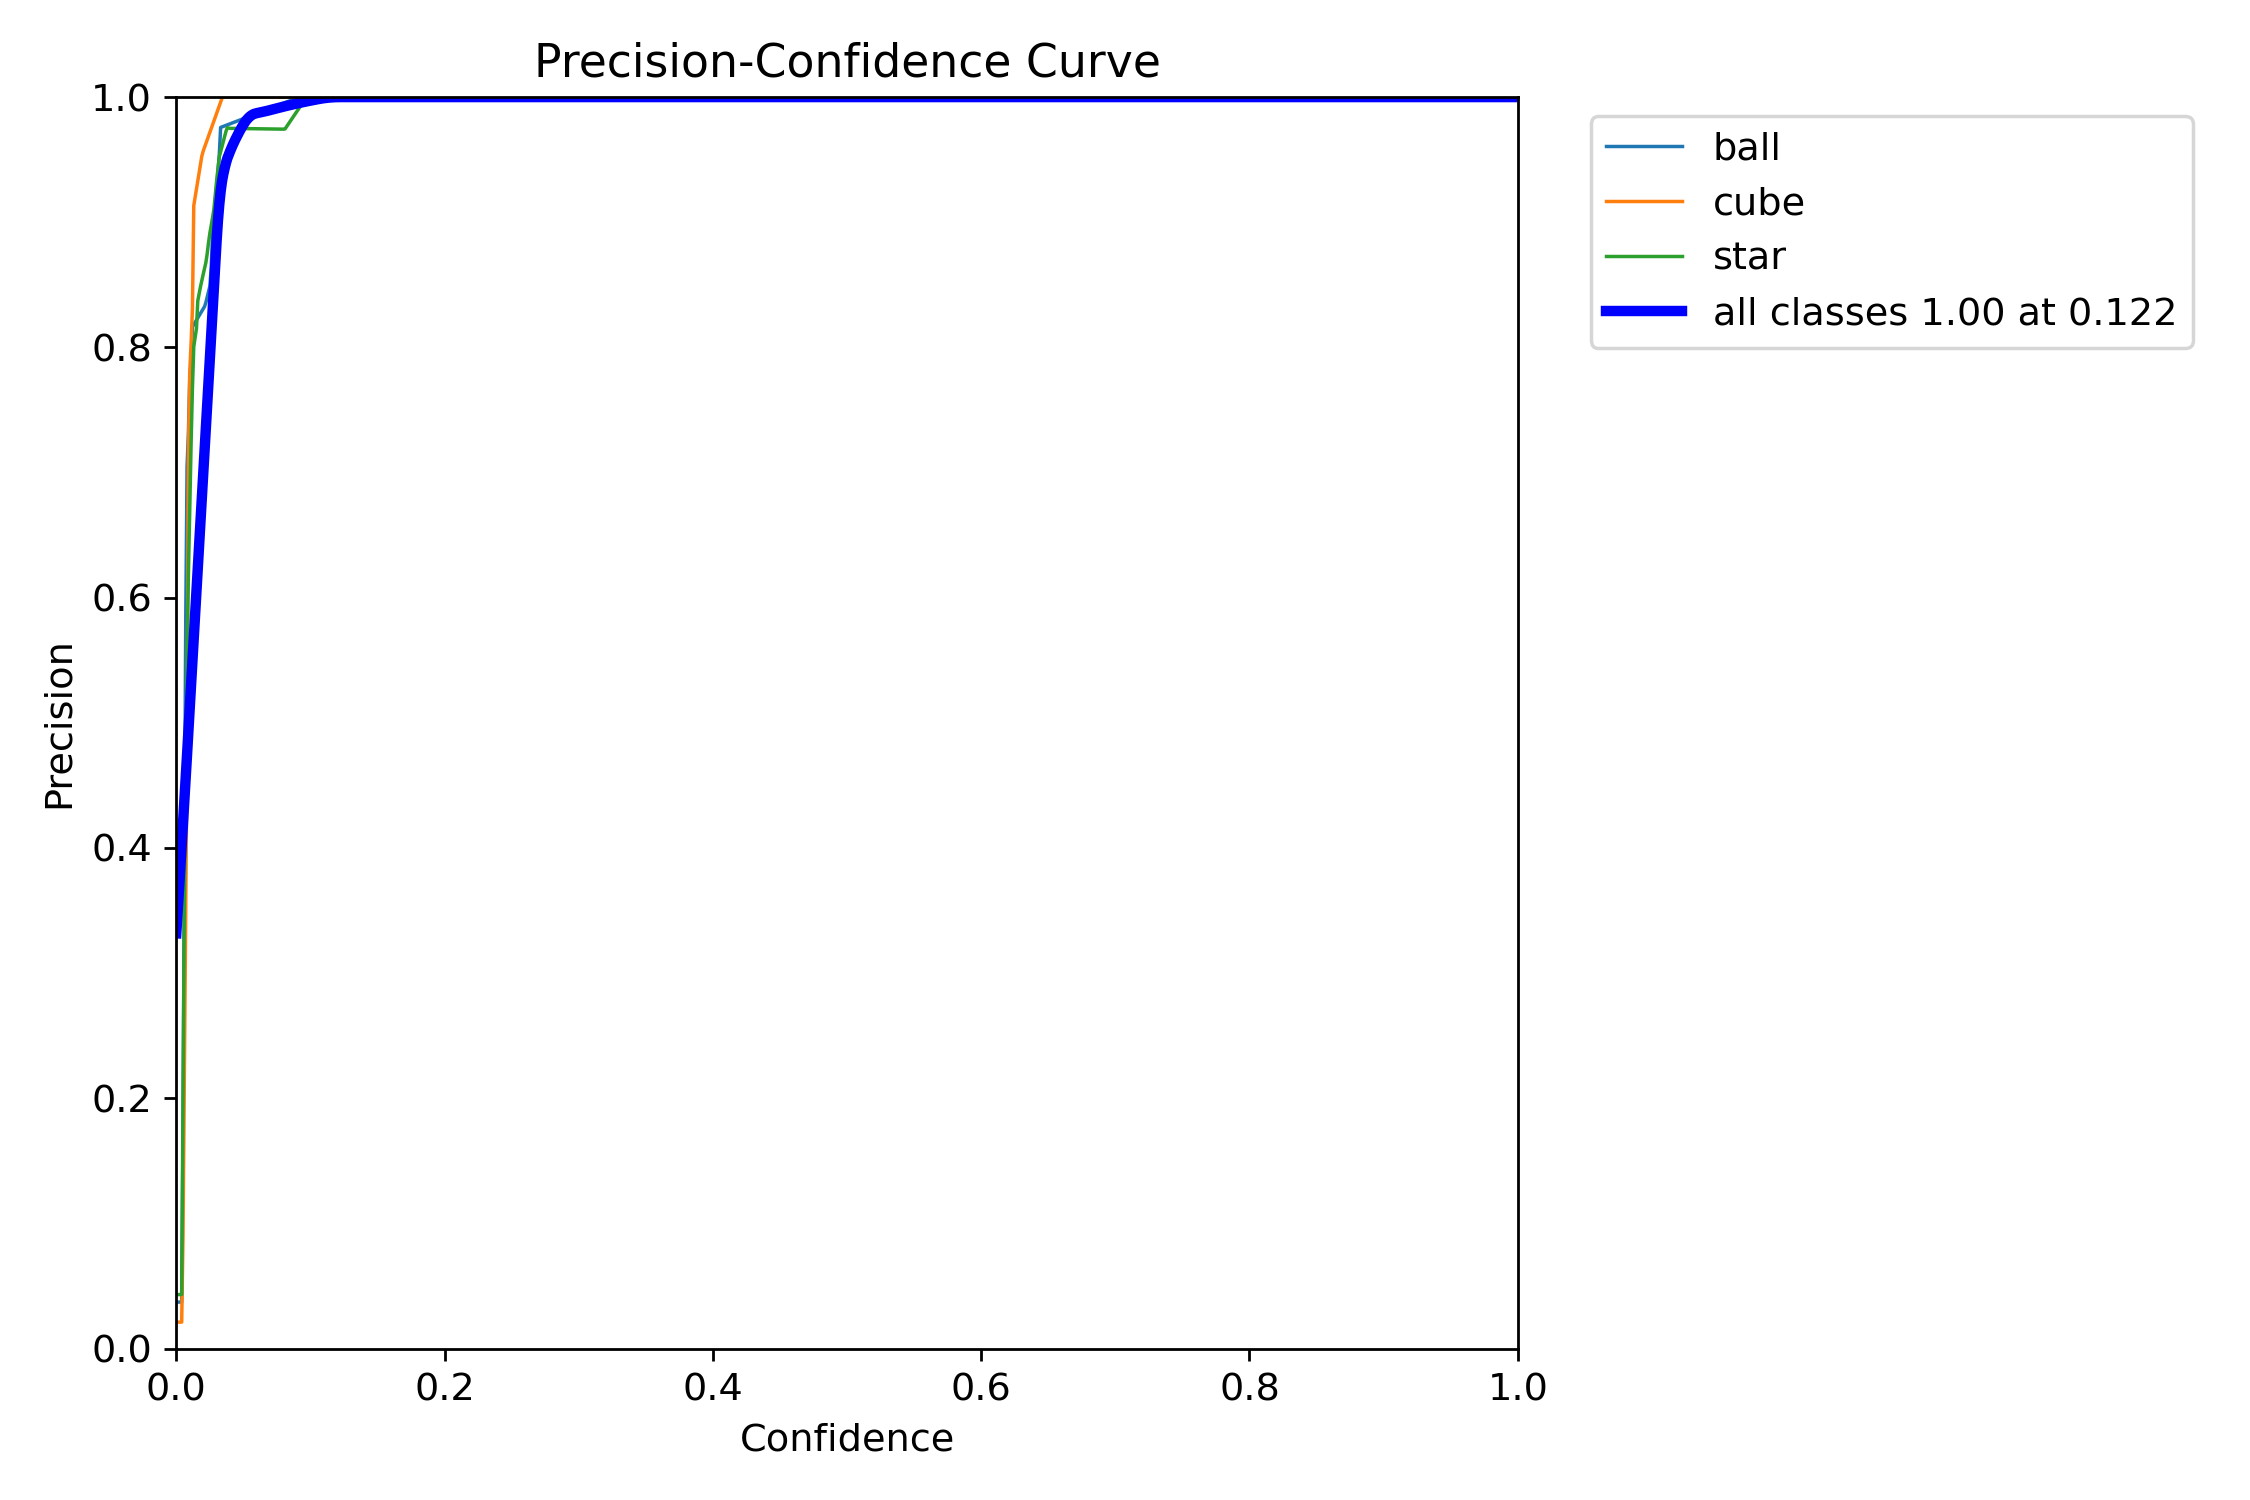 Precision-Confidence Curve
1.0
0.8
0.6
0.4
0.2
0.0
Precision
0.0 0.2 0.4 0.6 0.8 1.0
Confidence
ball
cube
star
all classes 1.00 at 0.122